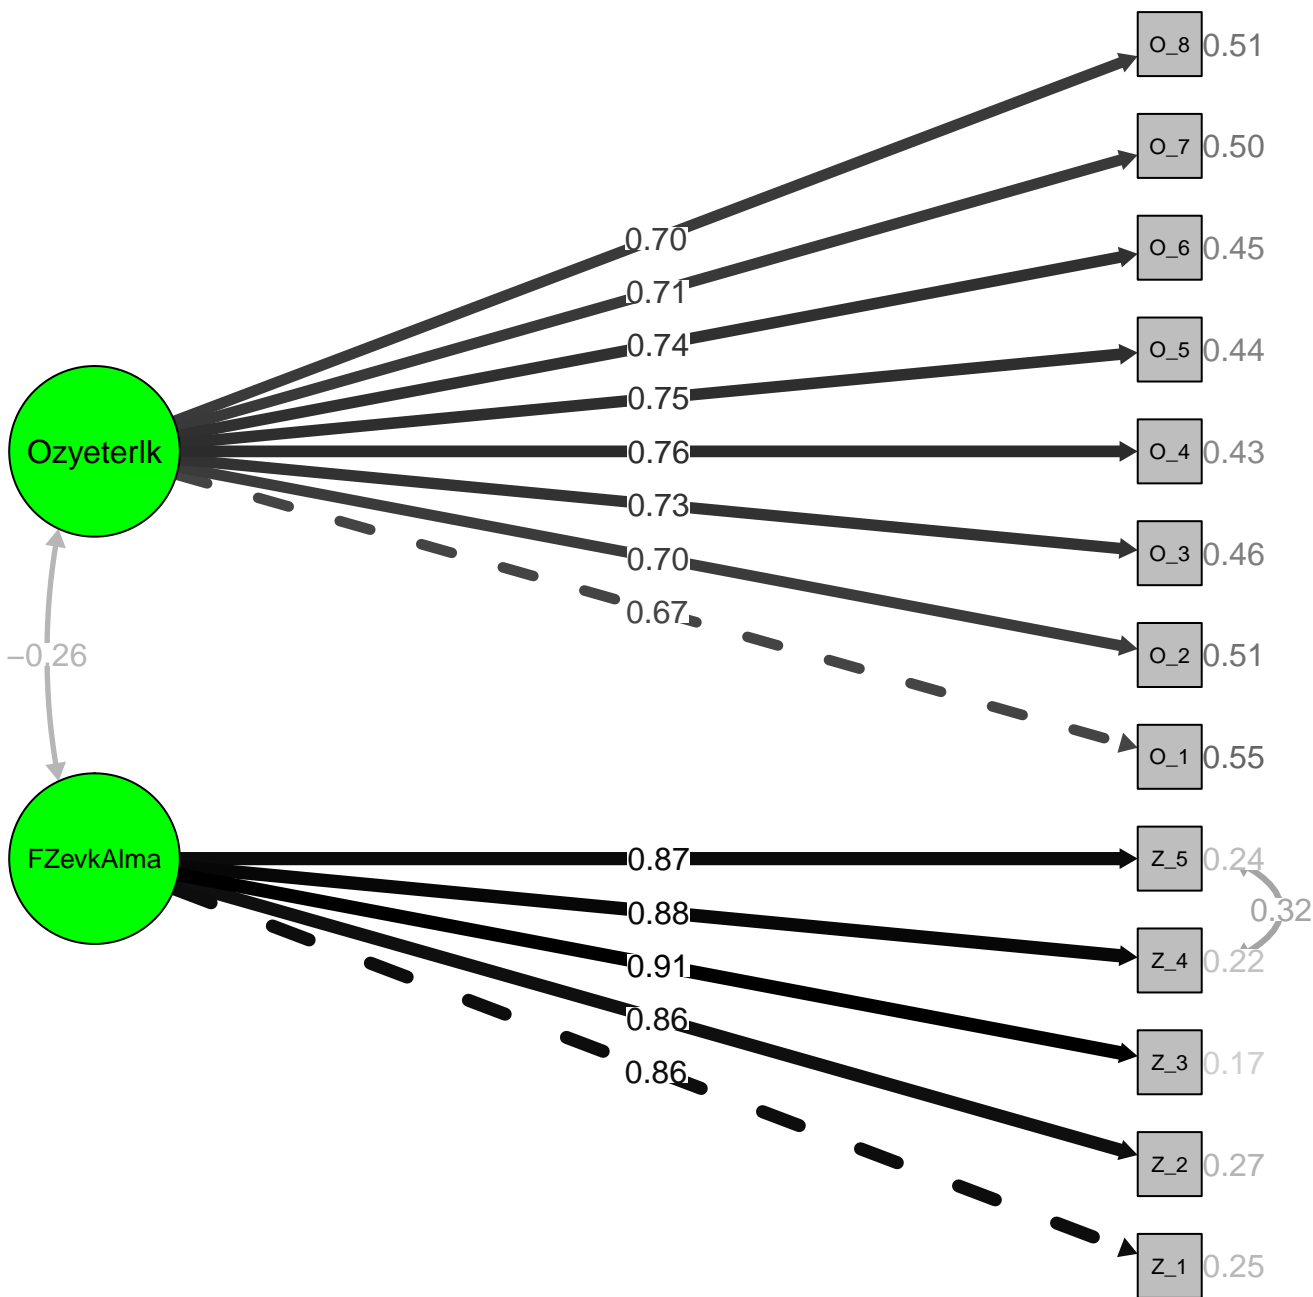 O_8 0.51
O_7 0.50
0.70
O_6 0.45
0.71
0.74
O_5 0.44
0.75
Ozyeterlk
0.76
O_4 0.43
0.73
O_3 0.46
0.70
0.67
–0.26
O_2 0.51
O_1 0.55
FZevkAlma
0.87
Z_5 0.24
0.88
0.32
0.91
Z_4 0.22
0.86
Z_3 0.17
0.86
Z_2 0.27
Z_1 0.25